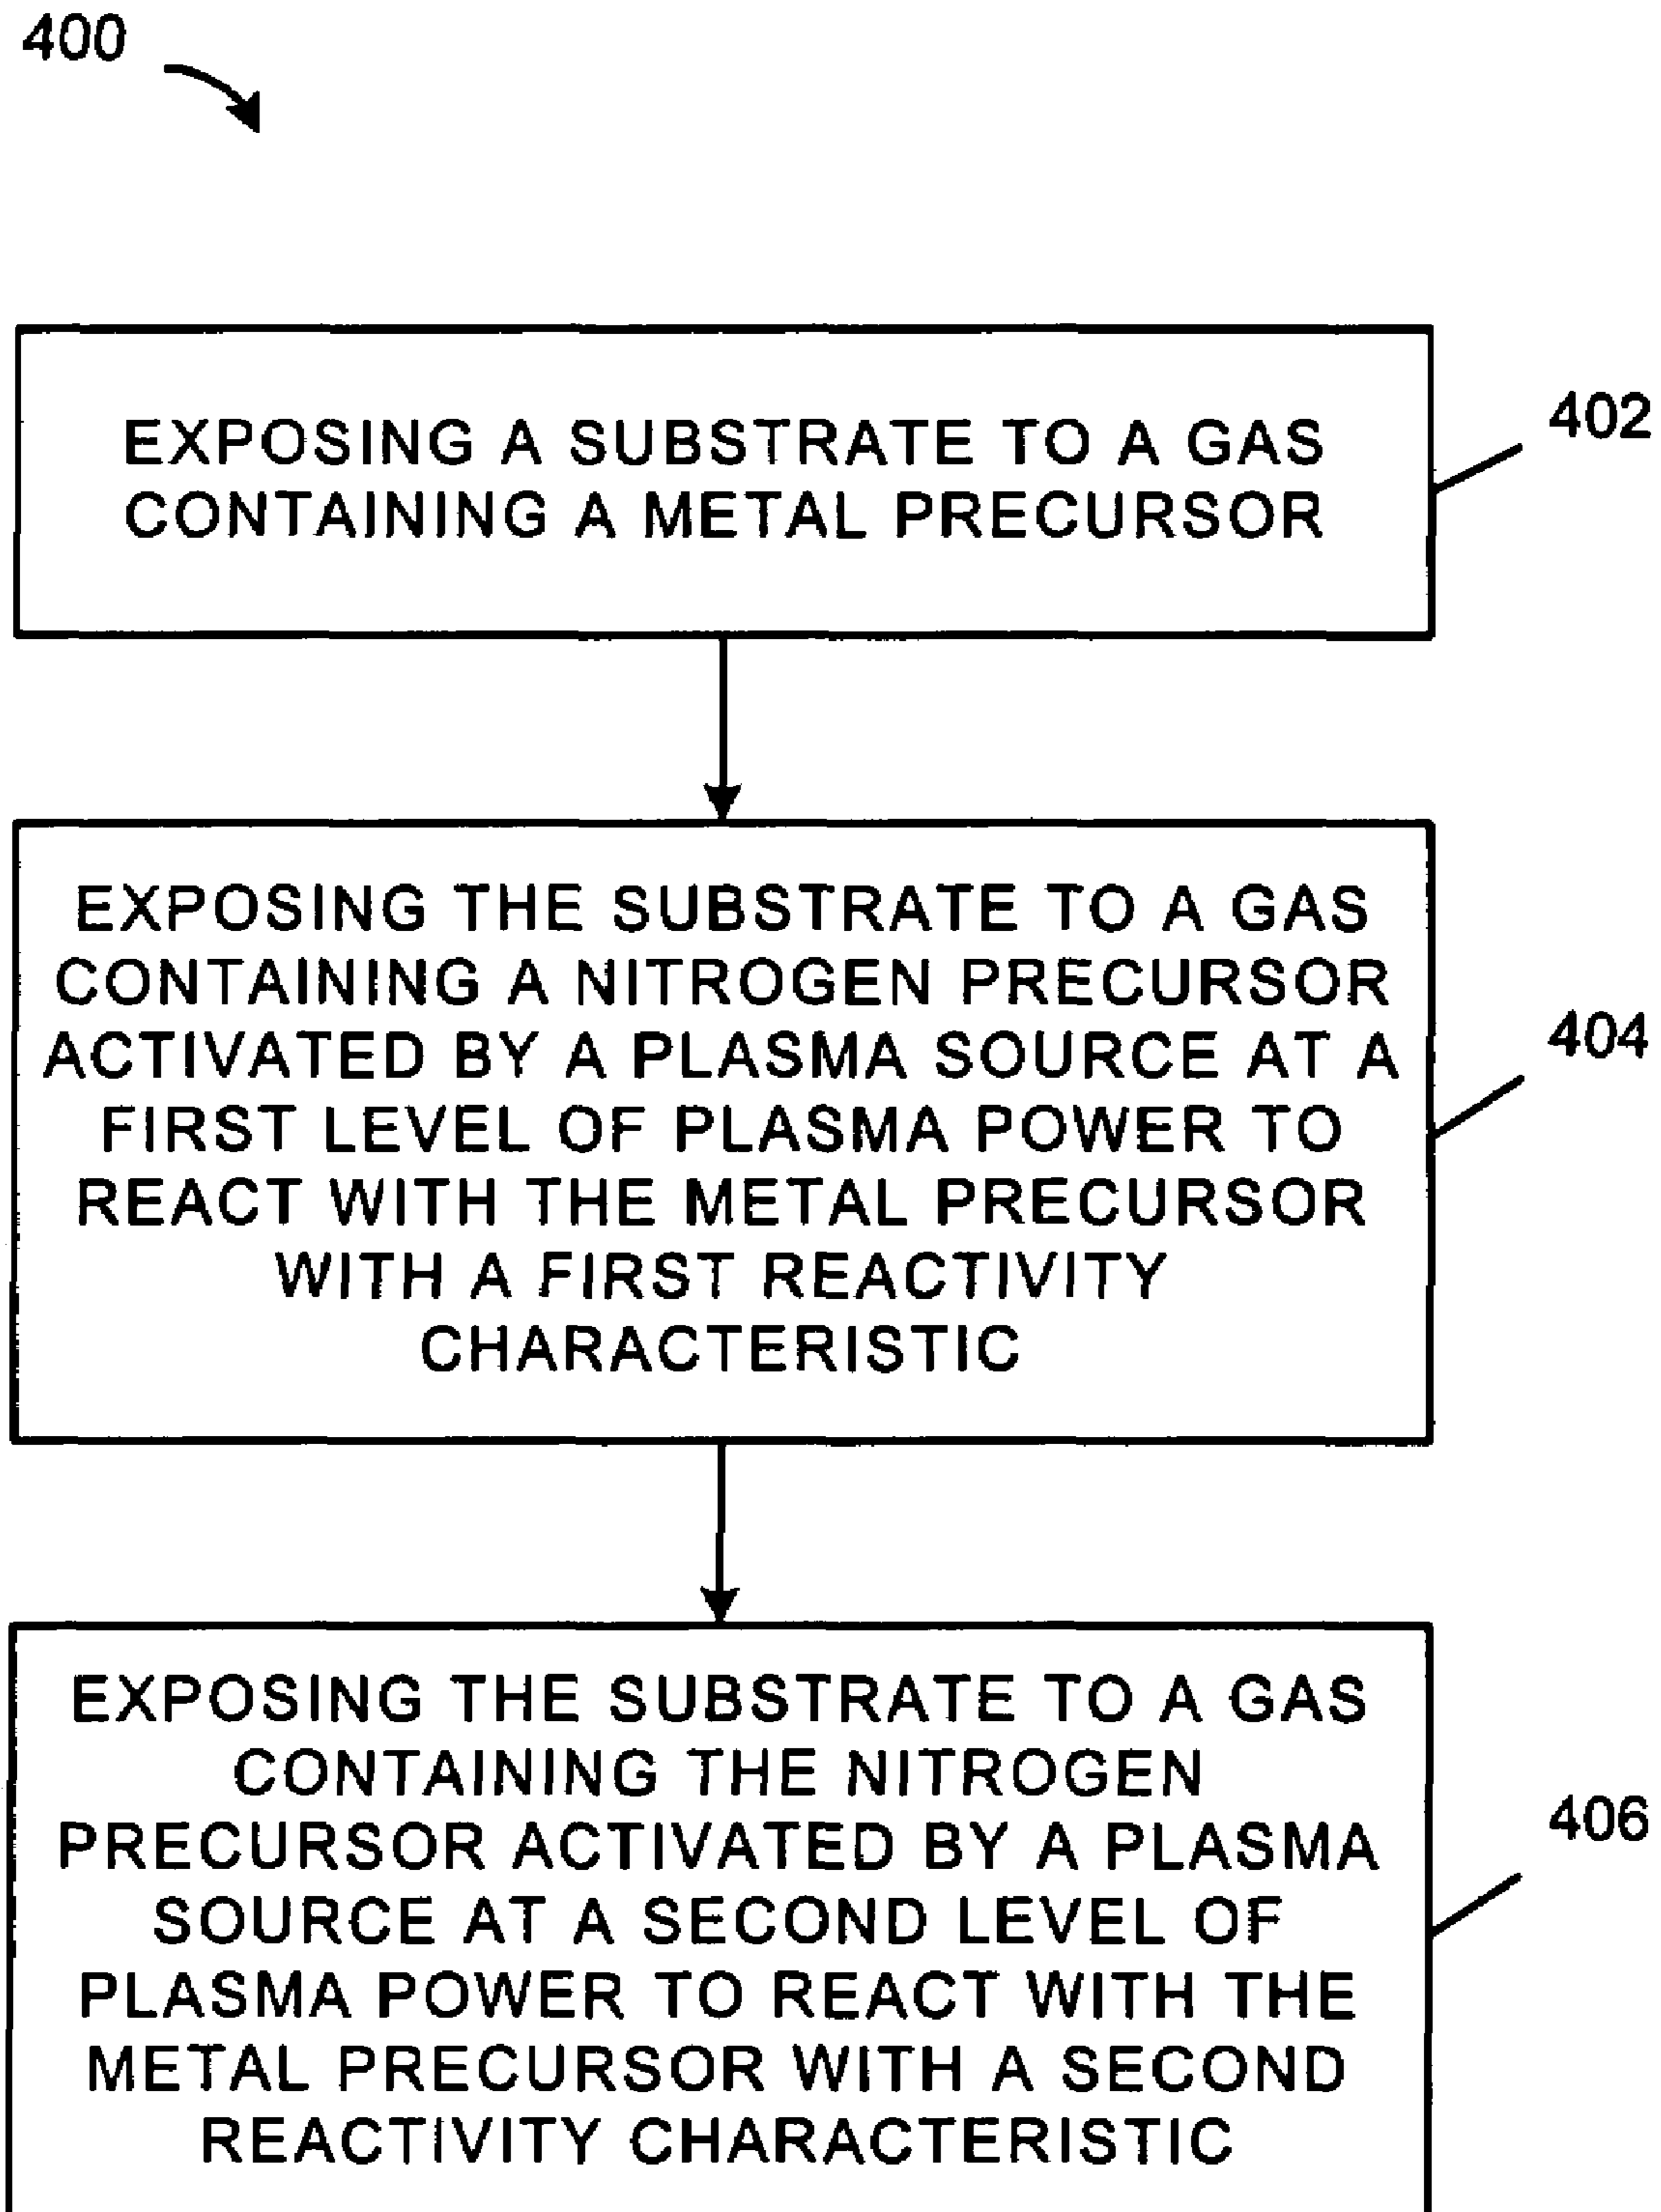 400
EXPOSING A SUBSTRATE TO A GAS
CONTAINING A METAL PRECURSOR
402
EXPOSING THE SUBSTRATE TO A GAS
CONTAINING A NITROGEN PRECURSOR
ACTIVATED BY A PLASMA SOURCE AT A
FIRST LEVEL OF PLASMA POWER TO
REACT WITH THE METAL PRECURSOR
WITH A FIRST REACTIVITY
CHARACTERISTIC
404
EXPOSING THE SUBSTRATE TO A GAS
CONTAINING THE NITROGEN
PRECURSOR ACTIVATED BY A PLASMA
SOURCE AT A SECOND LEVEL OF
PLASMA POWER TO REACT WITH THE
METAL PRECURSOR WITH A SECOND
REACTIVITY CHARACTERISTIC
406